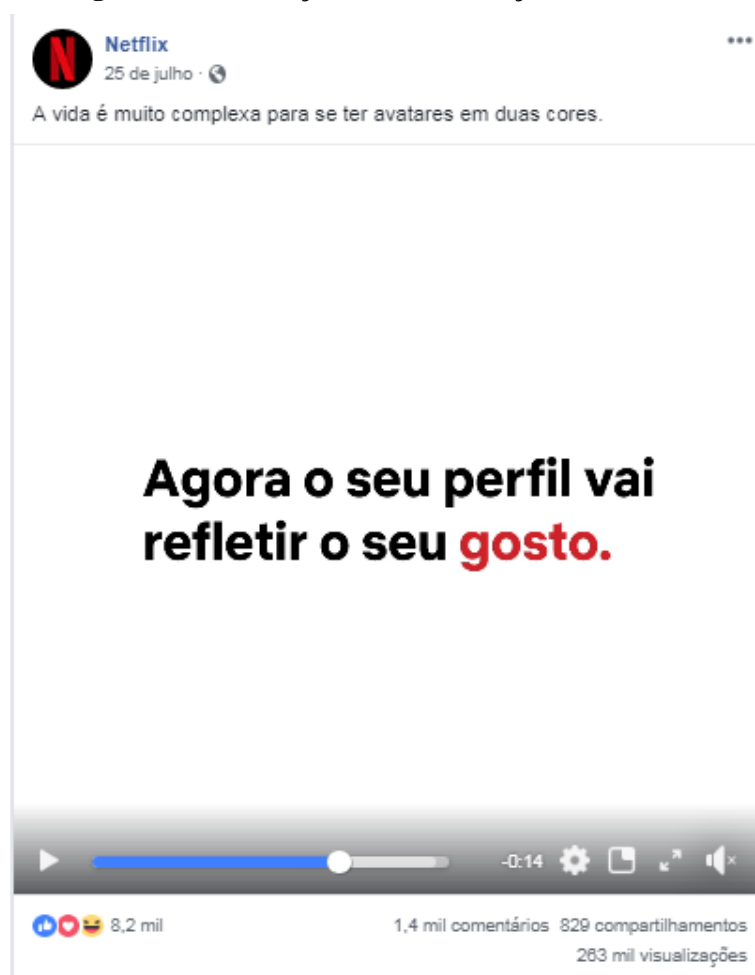 Netflix
25 de julho ·
A vida é muito complexa para se ter avatares em duas cores.
Agora o seu perfil vai
refletir o seu gosto.
-0:14
8,2 mil 1,4 mil comentários 829 compartilhamentos
263 mil visualizações